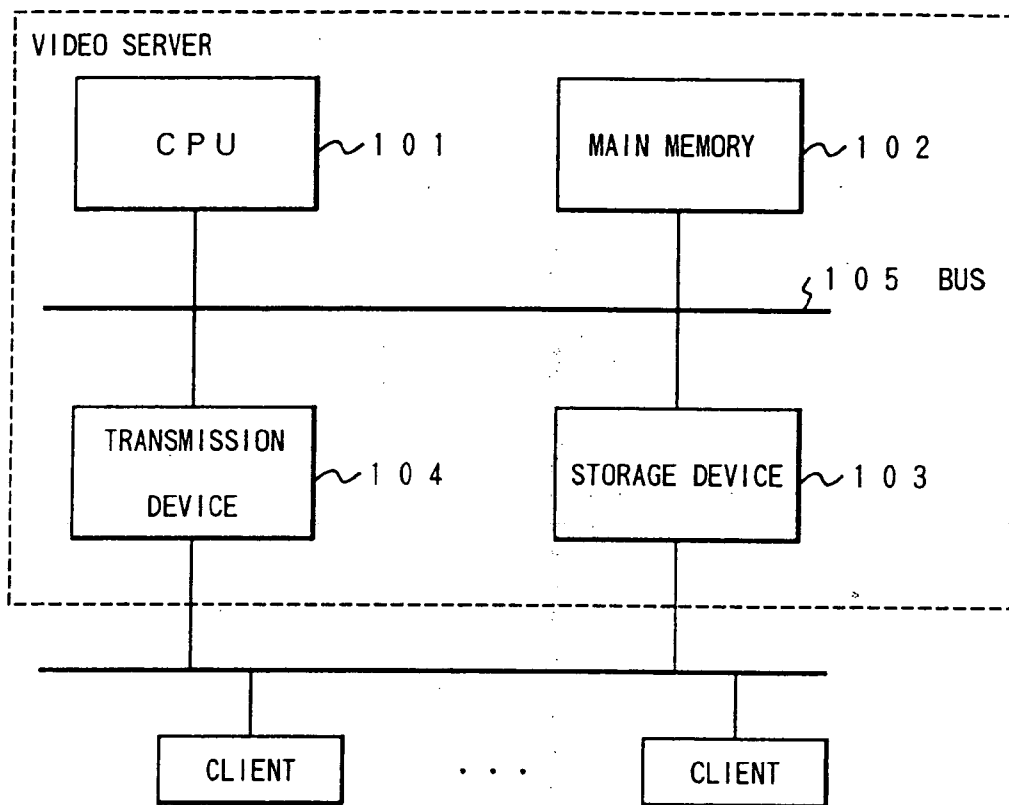 VIDEO SERVER
CPU
101
MAIN MEMORY
102
105 BUS
TRANSMISSION
DEVICE
104
STORAGE DEVICE
103
CLIENT
. . .
CLIENT